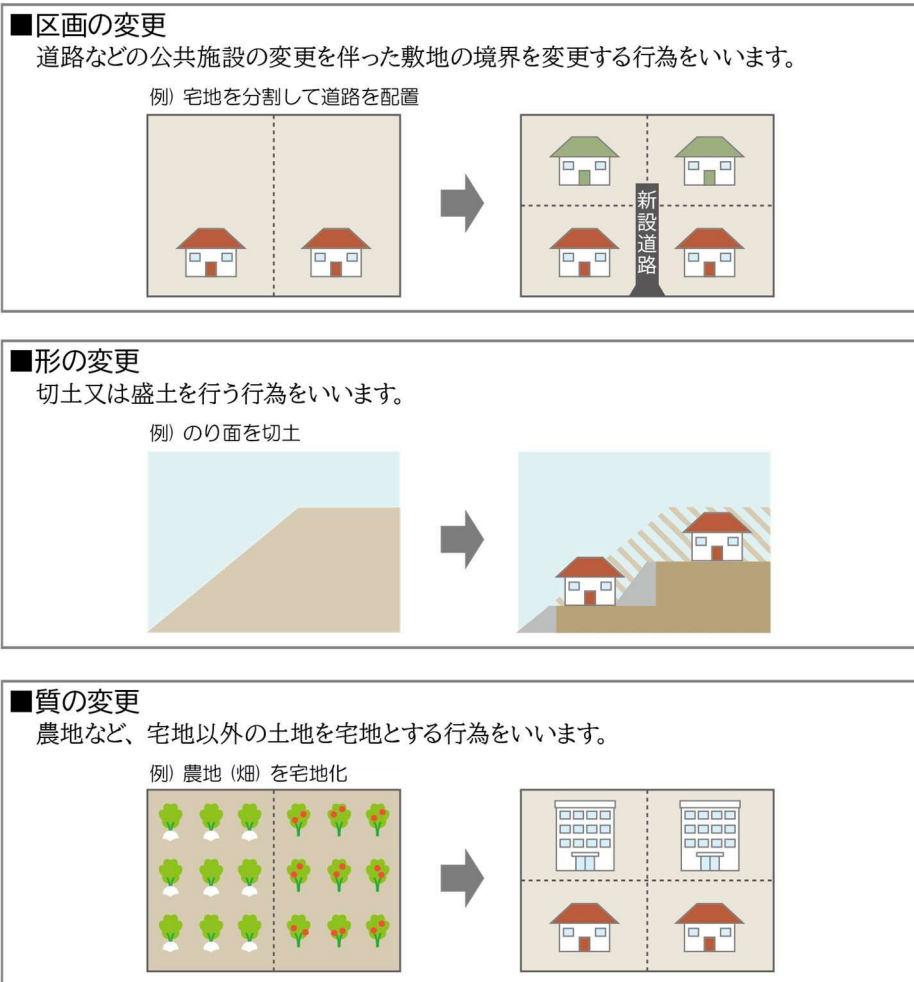 ■区画の変更
道路などの公共施設の変更を伴った敷地の境界を変更する行為をいいます。
例) 宅地を分割して道路を配置
新設道路
■形の変更
切土又は盛土を行う行為をいいます。
例) のり面を切土
■質の変更
農地など、宅地以外の土地を宅地とする行為をいいます。
例) 農地 (畑) を宅地化